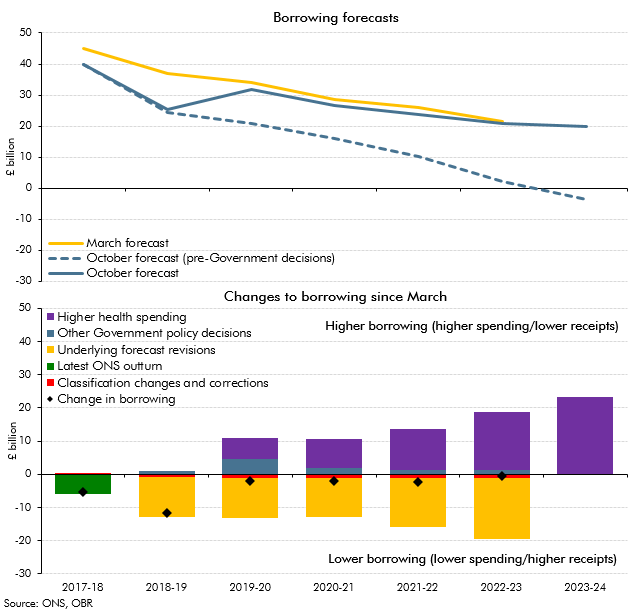 Borrowing forecasts
50
40
30
20
10
0
-10
-20
-30
£ billion
March forecast
October forecast (pre-Government decisions)
October forecast
Changes to borrowing since March
50
40
30
20
10
0
-10
-20
-30
£ billion
Higher health spending
Other Government policy decisions
Underlying forecast revisions
Latest ONS outturn
Classification changes and corrections
Change in borrowing
Higher borrowing (higher spending/lower receipts)
Lower borrowing (lower spending/higher receipts)
2017-18 2018-19 2019-20 2020-21 2021-22 2022-23 2023-24
Source: ONS, OBR